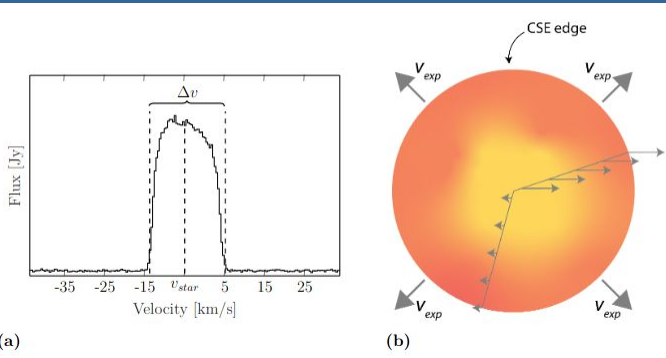 Δv
Flux [Jy]
-35 -25 -15 v_star 5 15 25
Velocity [km/s]
(a)
CSE edge
v_exp
v_exp
v_exp
v_exp
(b)